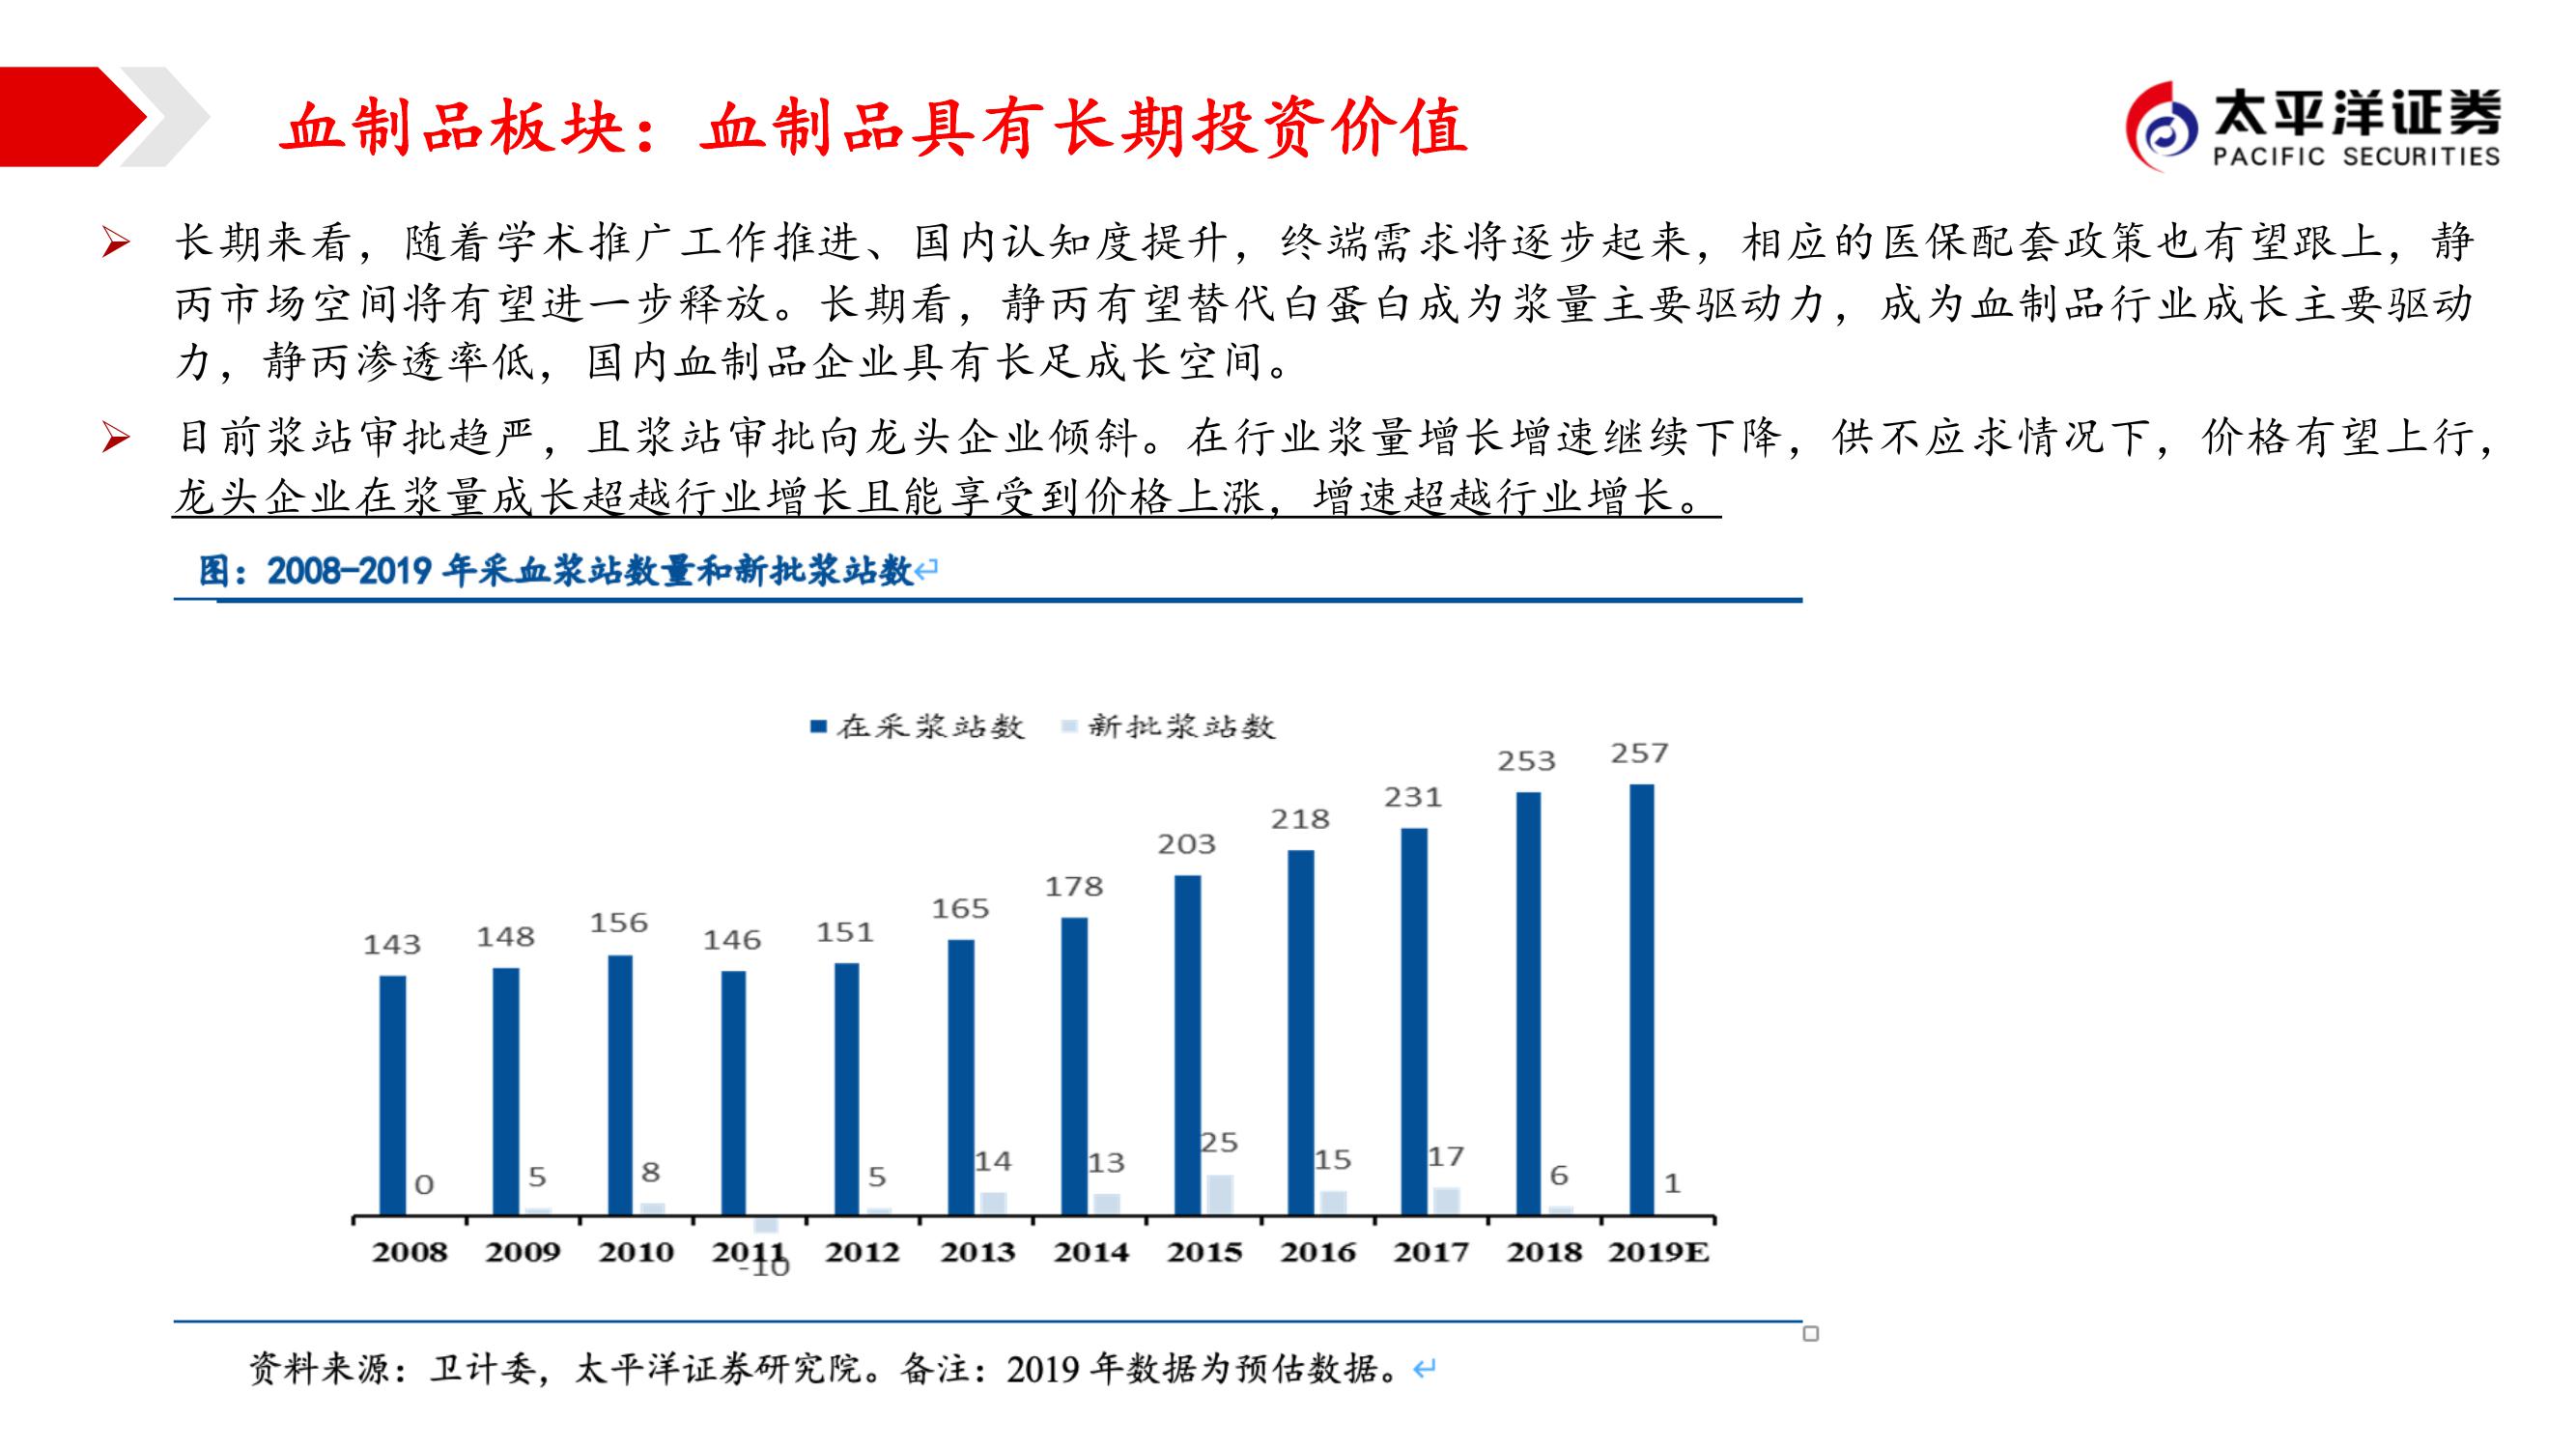 血制品板块：血制品具有长期投资价值
太平洋证券
PACIFIC SECURITIES
长期来看，随着学术推广工作推进、国内认知度提升，终端需求将逐步起来，相应的医保配套政策也有望跟上，静
丙市场空间将有望进一步释放。长期看，静丙有望替代白蛋白成为浆量主要驱动力，成为血制品行业成长主要驱动
力，静丙渗透率低，国内血制品企业具有长足成长空间。
目前浆站审批趋严，且浆站审批向龙头企业倾斜。在行业浆量增长增速继续下降，供不应求情况下，价格有望上行，
龙头企业在浆量成长超越行业增长且能享受到价格上涨，增速超越行业增长。
图：2008-2019 年采血浆站数量和新批浆站数
在采浆站数 新批浆站数
143 148 156 146 151 165 178 203 218 231 253 257
0 5 8 -10 5 14 13 25 15 17 6 1
2008 2009 2010 2011 2012 2013 2014 2015 2016 2017 2018 2019E
资料来源：卫计委，太平洋证券研究院。备注：2019 年数据为预估数据。